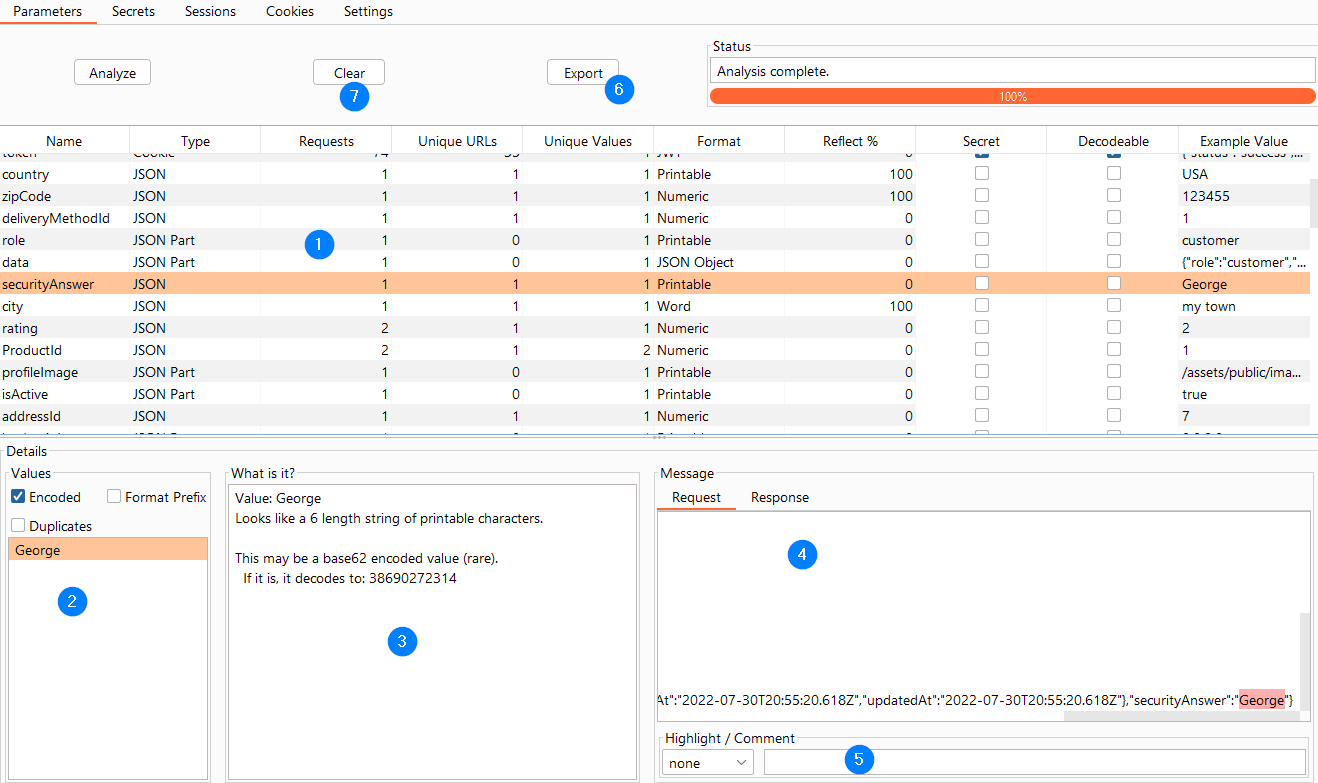 Parameters Secrets Sessions Cookies Settings
Status
Analyze Clear Export Analysis complete.
7 6 100%
Name Type Requests Unique URLs Unique Values Format Reflect % Secret Decodeable Example Value
token Cookie 74 1 JWT 0 {"status":"success",...
country JSON 1 1 1 Printable 100 USA
zipCode JSON 1 1 1 Numeric 100 123455
deliveryMethodId JSON 1 1 1 Numeric 0 1
role JSON Part 1 0 1 Printable 0 customer
1
data JSON Part 1 0 1 JSON Object 0 {"role":"customer","...
securityAnswer JSON 1 1 1 Printable 0 George
city JSON 1 1 1 Word 100 my town
rating JSON 2 1 1 Numeric 0 2
ProductId JSON 2 1 2 Numeric 0 1
profileImage JSON Part 1 0 1 Printable 0 /assets/public/ima...
isActive JSON Part 1 0 1 Printable 0 true
addressId JSON 1 1 1 Numeric 0 7
Details
Values
Encoded Format Prefix
Duplicates
George
2
What is it?
Value: George
Looks like a 6 length string of printable characters.
This may be a base62 encoded value (rare).
If it is, it decodes to: 38690272314
3
Message
Request Response
4
At":"2022-07-30T20:55:20.618Z","updatedAt":"2022-07-30T20:55:20.618Z"},"securityAnswer":"George"}
Highlight / Comment
none 5